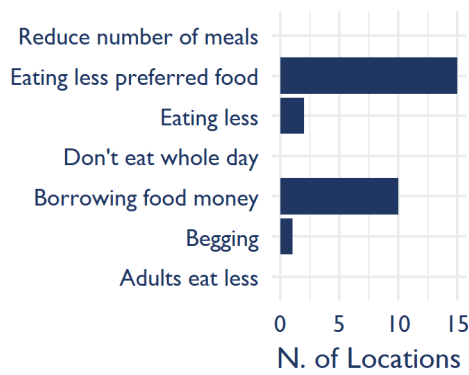 Reduce number of meals
Eating less preferred food
Eating less
Don't eat whole day
Borrowing food money
Begging
Adults eat less
0 5 10 15
N. of Locations